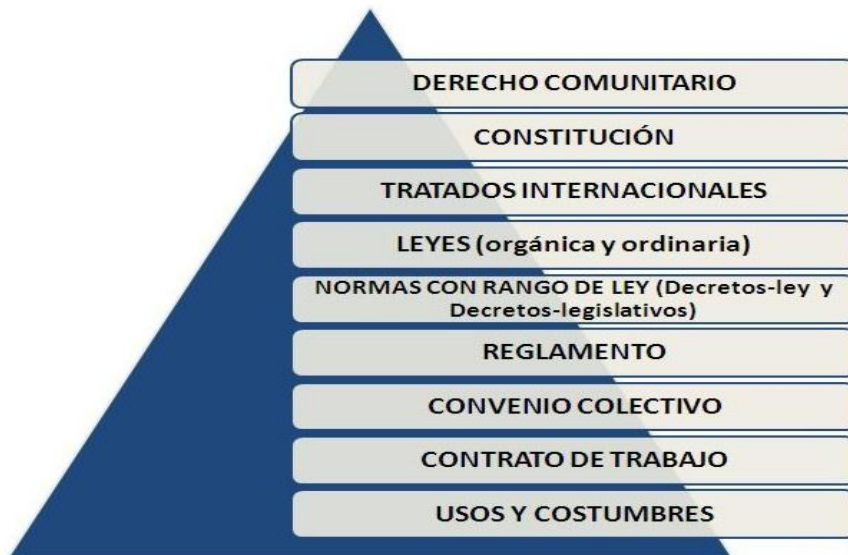 DERECHO COMUNITARIO
CONSTITUCIÓN
TRATADOS INTERNACIONALES
LEYES (orgánica y ordinaria)
NORMAS CON RANGO DE LEY (Decretos-ley y
Decretos-legislativos)
REGLAMENTO
CONVENIO COLECTIVO
CONTRATO DE TRABAJO
USOS Y COSTUMBRES